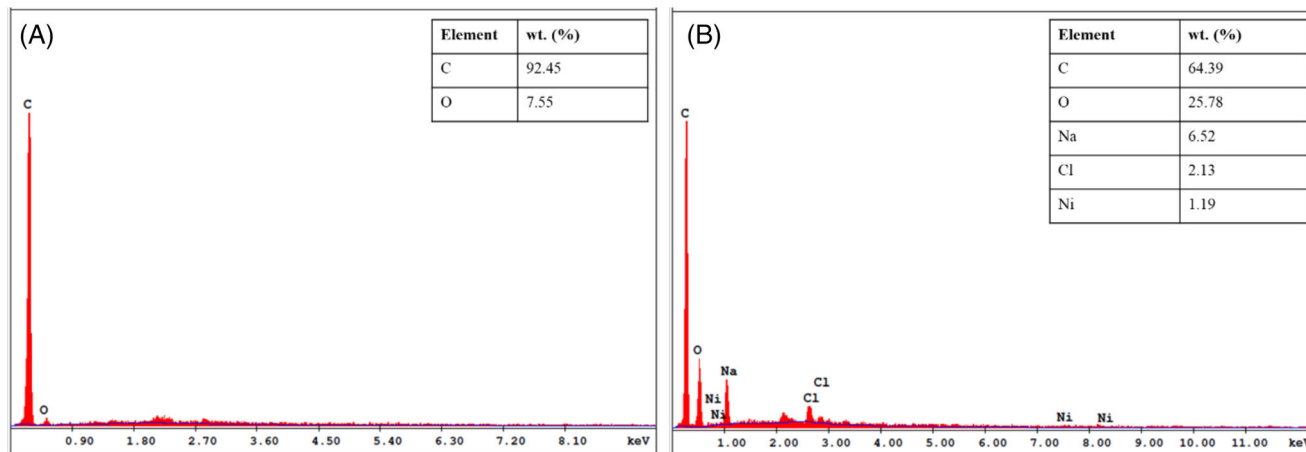 (A)
Element wt. (%)
C 92.45
O 7.55
C
O
0.90 1.80 2.70 3.60 4.50 5.40 6.30 7.20 8.10 keV
(B)
Element wt. (%)
C 64.39
O 25.78
Na 6.52
Cl 2.13
Ni 1.19
C
O
Na
Ni
Ni
Cl
Cl
Ni Ni
1.00 2.00 3.00 4.00 5.00 6.00 7.00 8.00 9.00 10.00 11.00 keV